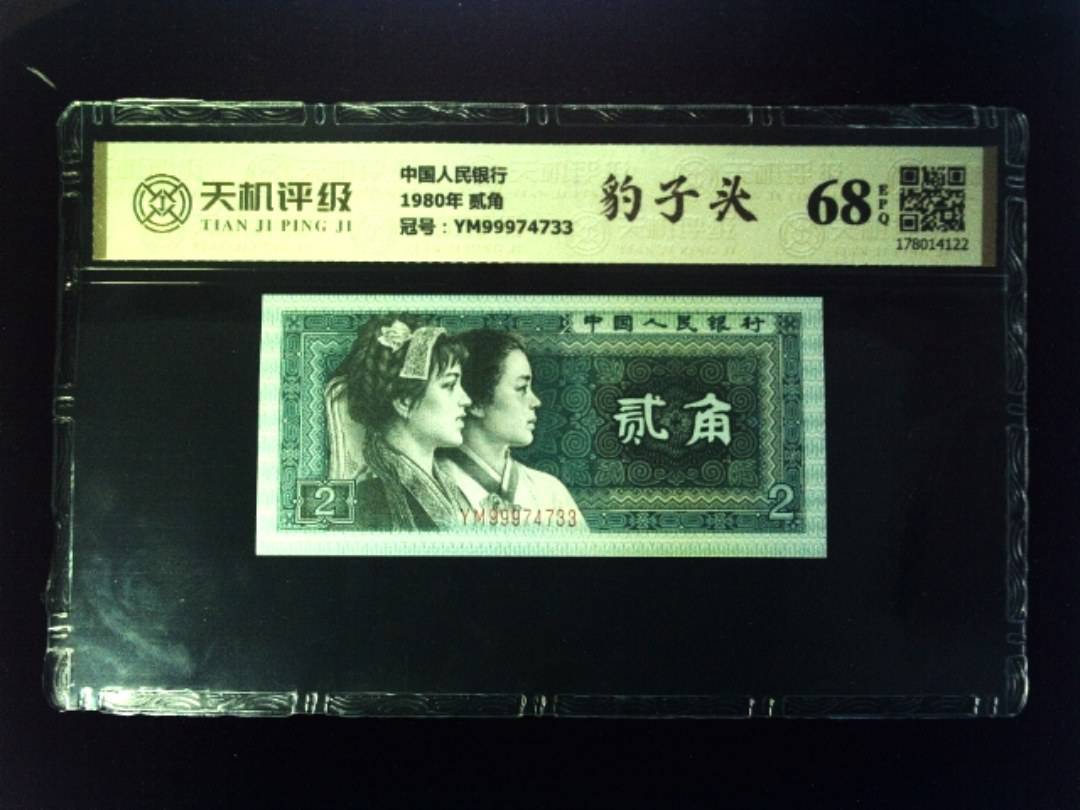 天机评级
TIAN JI PING JI
中国人民银行
1980年 贰角
冠号：YM99974733
豹子头
68
EPQ
178014122
中国人民银行
贰角
2
2
YM99974733